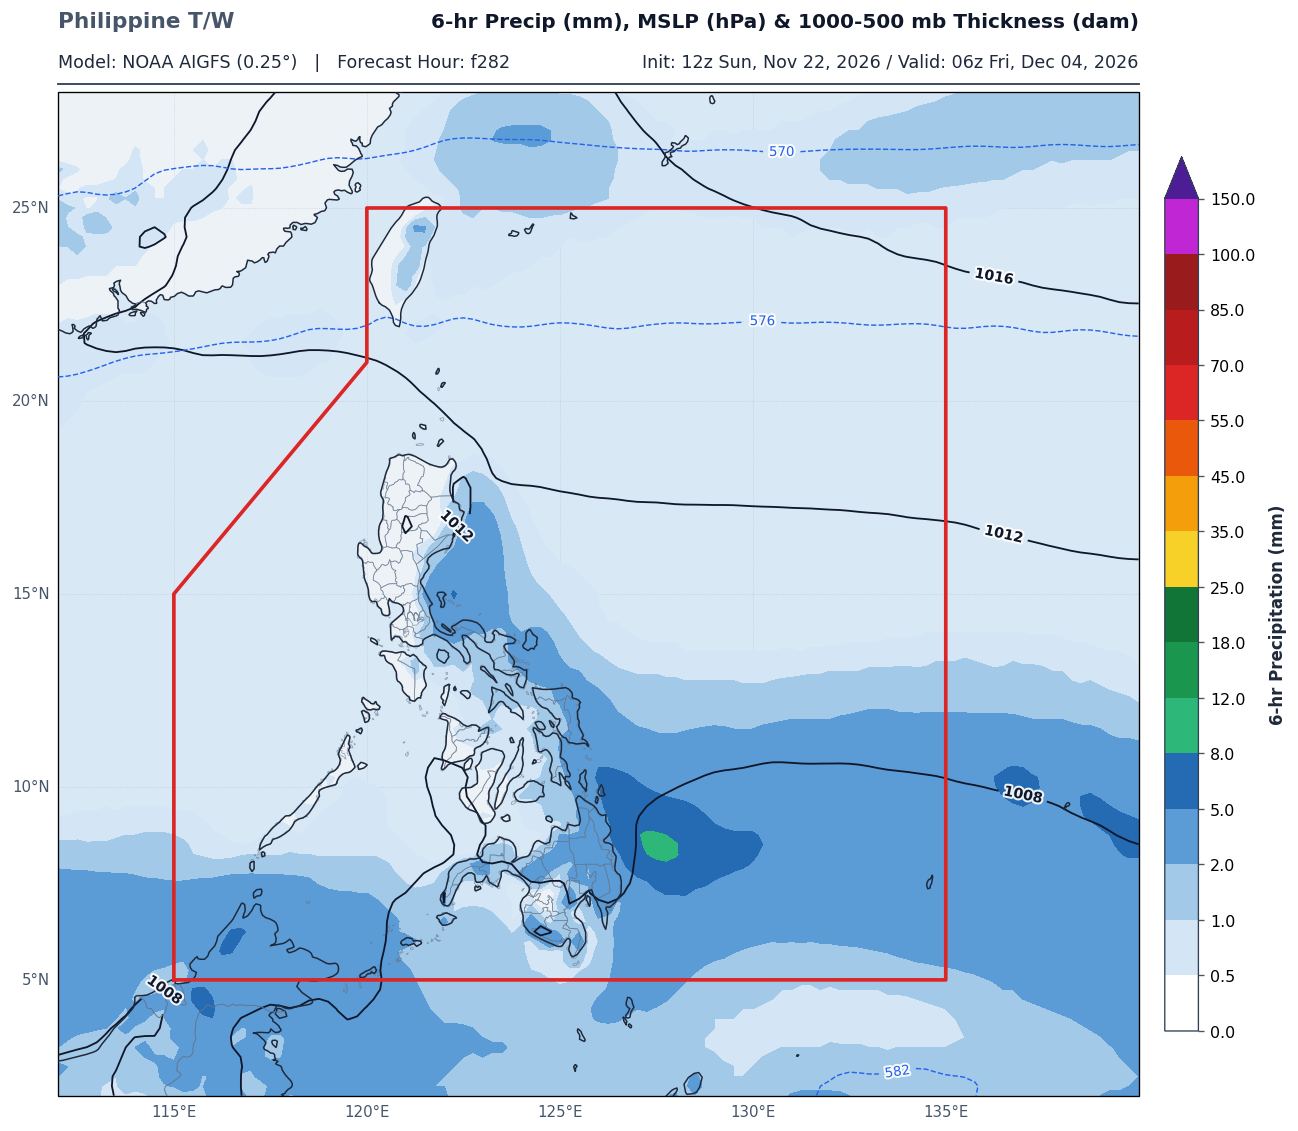 Philippine T/W
6-hr Precip (mm), MSLP (hPa) & 1000-500 mb Thickness (dam)
Model: NOAA AIGFS (0.25°) | Forecast Hour: f282
Init: 12z Sun, Nov 22, 2026 / Valid: 06z Fri, Dec 04, 2026
570
25°N
1016
576
20°N
1012
1012
15°N
10°N
1008
5°N
1008
582
115°E
120°E
125°E
130°E
135°E
150.0
100.0
85.0
70.0
55.0
45.0
35.0
25.0
18.0
12.0
8.0
5.0
2.0
1.0
0.5
0.0
6-hr Precipitation (mm)